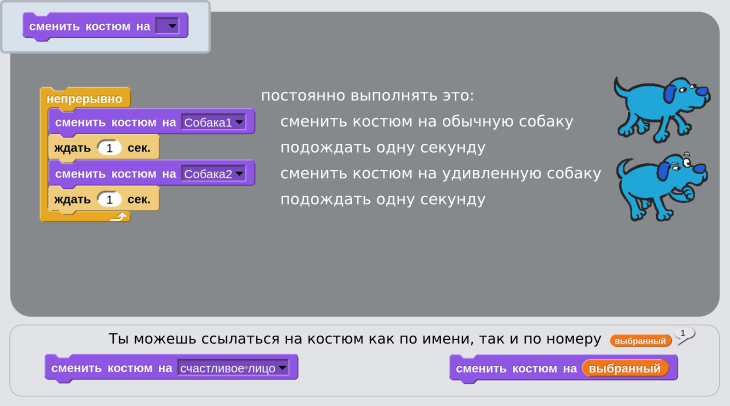 сменить костюм на
непрерывно
постоянно выполнять это:
сменить костюм на Собака1
сменить костюм на обычную собаку
ждать 1 сек.
подождать одну секунду
сменить костюм на Собака2
сменить костюм на удивленную собаку
ждать 1 сек.
подождать одну секунду
Ты можешь ссылаться на костюм как по имени, так и по номеру
выбранный 1
сменить костюм на счастливое·лицо
сменить костюм на выбранный